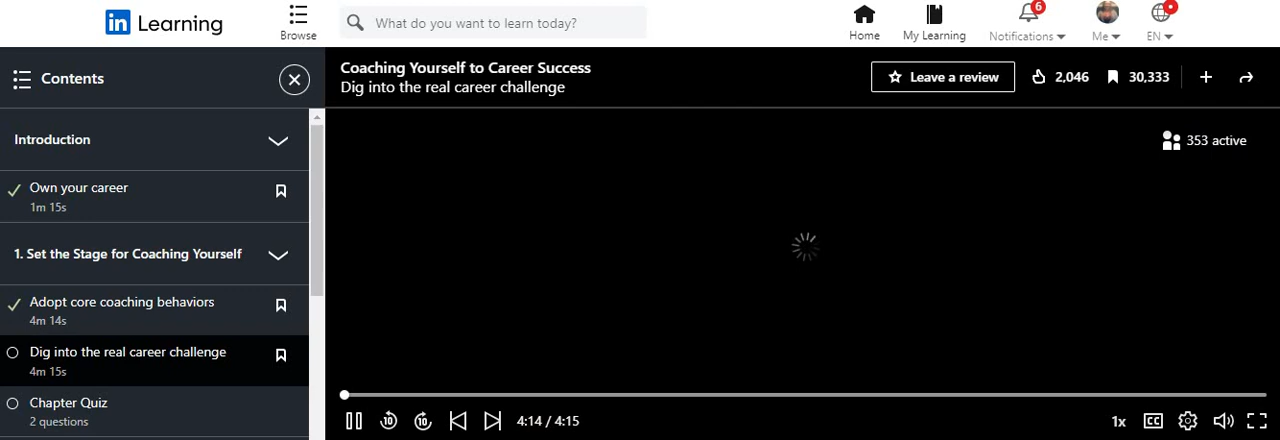 in Learning
Browse
What do you want to learn today?
Home
My Learning
6
Notifications
Me
EN
Contents
Introduction
Own your career
1m 15s
1. Set the Stage for Coaching Yourself
Adopt core coaching behaviors
4m 14s
Dig into the real career challenge
4m 15s
Chapter Quiz
2 questions
Coaching Yourself to Career Success
Dig into the real career challenge
Leave a review
2,046
30,333
353 active
10
10
4:14 / 4:15
1x
CC